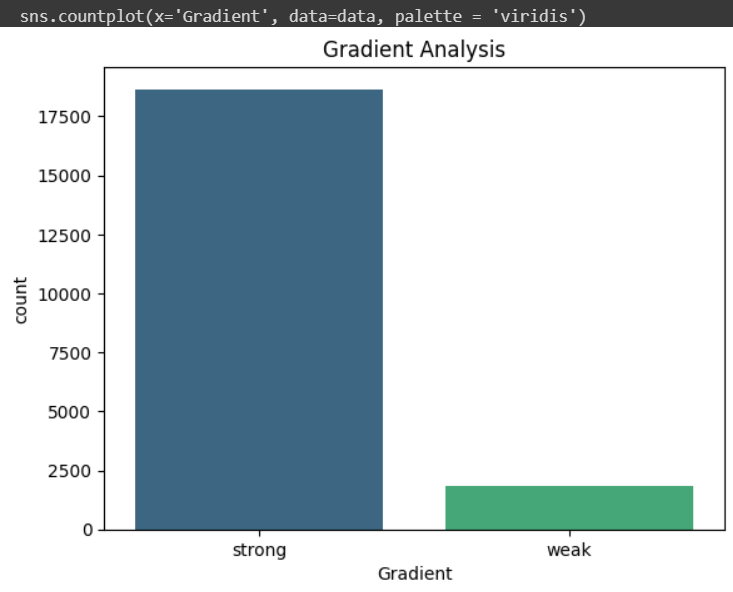 sns.countplot(x='Gradient', data=data, palette = 'viridis')
Gradient Analysis
17500
15000
12500
10000
7500
5000
2500
0
count
strong weak
Gradient